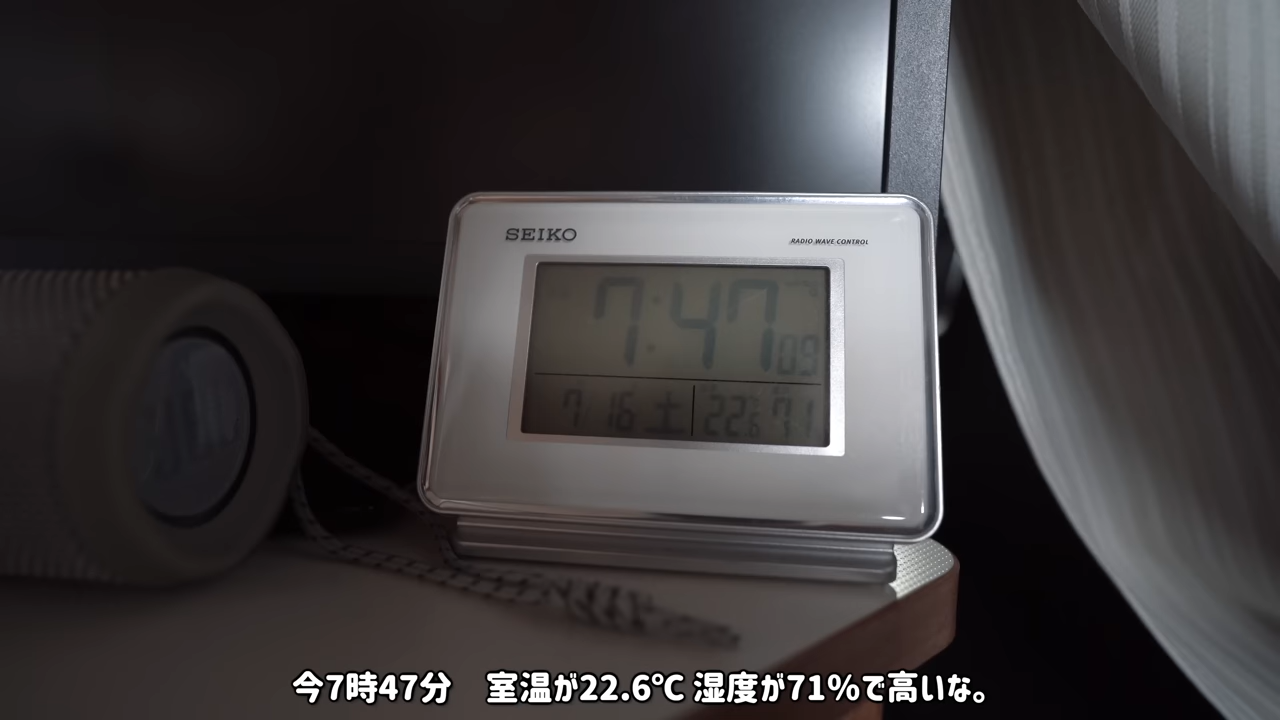 SEIKO
RADIO WAVE CONTROL
7:47 09
7/16 土 22.6 71
今7時47分　室温が22.6℃ 湿度が71%で高いな。